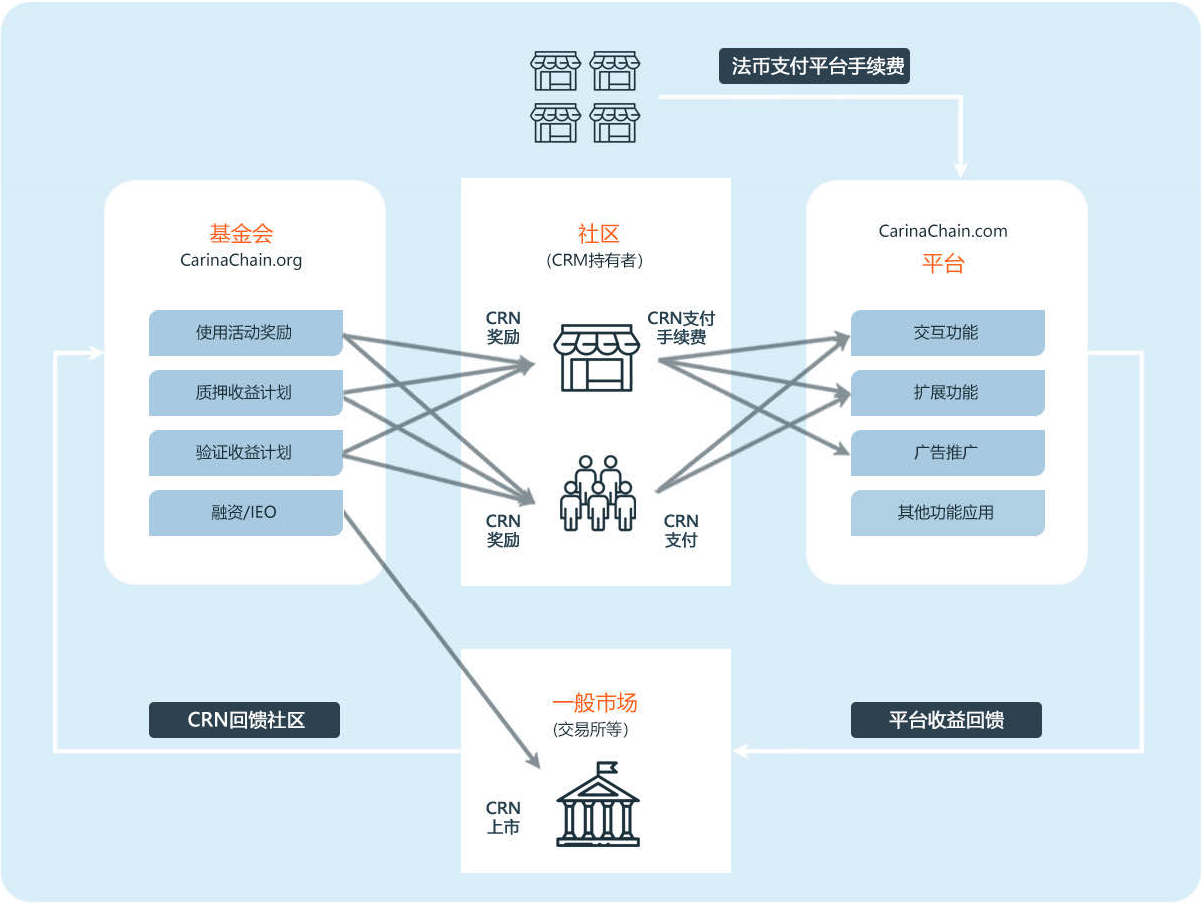 法币支付平台手续费
基金会
CarinaChain.org
使用活动奖励
质押收益计划
验证收益计划
融资/IEO
社区
(CRM持有者)
CRN
奖励
CRN支付
手续费
CRN
奖励
CRN
支付
CarinaChain.com
平台
交互功能
扩展功能
广告推广
其他功能应用
CRN回馈社区
一般市场
(交易所等)
CRN
上市
平台收益回馈